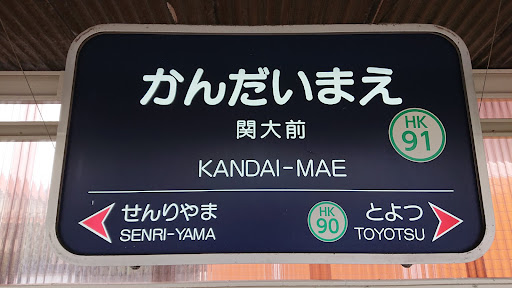 かんだいまえ
関大前
HK
91
KANDAI-MAE
せんりやま
SENRI-YAMA
HK
90
とよつ
TOYOTSU